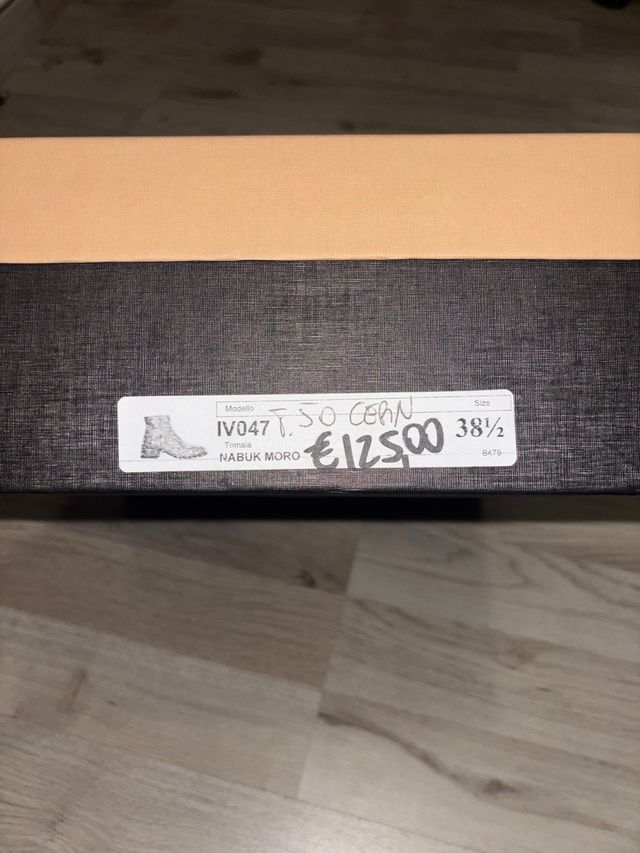 Modello
Size
IV047 T. 50 CERN
38½
Tomaia
NABUK MORO €125,00
8479